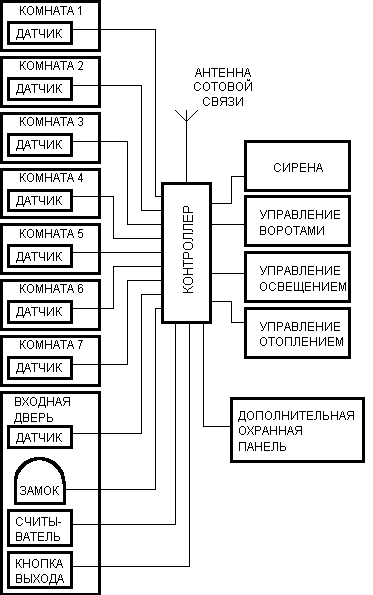 КОМНАТА 1
ДАТЧИК
КОМНАТА 2
ДАТЧИК
КОМНАТА 3
ДАТЧИК
КОМНАТА 4
ДАТЧИК
КОМНАТА 5
ДАТЧИК
КОМНАТА 6
ДАТЧИК
КОМНАТА 7
ДАТЧИК
ВХОДНАЯ
ДВЕРЬ
ДАТЧИК
ЗАМОК
СЧИТЫ-
ВАТЕЛЬ
КНОПКА
ВЫХОДА
АНТЕННА
СОТОВОЙ
СВЯЗИ
КОНТРОЛЛЕР
СИРЕНА
УПРАВЛЕНИЕ
ВОРОТАМИ
УПРАВЛЕНИЕ
ОСВЕЩЕНИЕМ
УПРАВЛЕНИЕ
ОТОПЛЕНИЕМ
ДОПОЛНИТЕЛЬНАЯ
ОХРАННАЯ
ПАНЕЛЬ